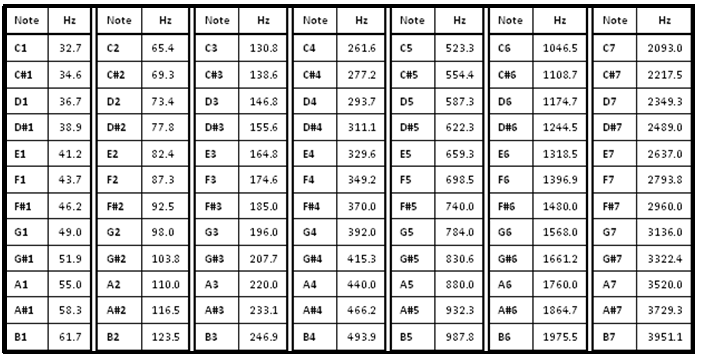 Note Hz Note Hz Note Hz Note Hz Note Hz Note Hz Note Hz
C1 32.7 C2 65.4 C3 130.8 C4 261.6 C5 523.3 C6 1046.5 C7 2093.0
C#1 34.6 C#2 69.3 C#3 138.6 C#4 277.2 C#5 554.4 C#6 1108.7 C#7 2217.5
D1 36.7 D2 73.4 D3 146.8 D4 293.7 D5 587.3 D6 1174.7 D7 2349.3
D#1 38.9 D#2 77.8 D#3 155.6 D#4 311.1 D#5 622.3 D#6 1244.5 D#7 2489.0
E1 41.2 E2 82.4 E3 164.8 E4 329.6 E5 659.3 E6 1318.5 E7 2637.0
F1 43.7 F2 87.3 F3 174.6 F4 349.2 F5 698.5 F6 1396.9 F7 2793.8
F#1 46.2 F#2 92.5 F#3 185.0 F#4 370.0 F#5 740.0 F#6 1480.0 F#7 2960.0
G1 49.0 G2 98.0 G3 196.0 G4 392.0 G5 784.0 G6 1568.0 G7 3136.0
G#1 51.9 G#2 103.8 G#3 207.7 G#4 415.3 G#5 830.6 G#6 1661.2 G#7 3322.4
A1 55.0 A2 110.0 A3 220.0 A4 440.0 A5 880.0 A6 1760.0 A7 3520.0
A#1 58.3 A#2 116.5 A#3 233.1 A#4 466.2 A#5 932.3 A#6 1864.7 A#7 3729.3
B1 61.7 B2 123.5 B3 246.9 B4 493.9 B5 987.8 B6 1975.5 B7 3951.1